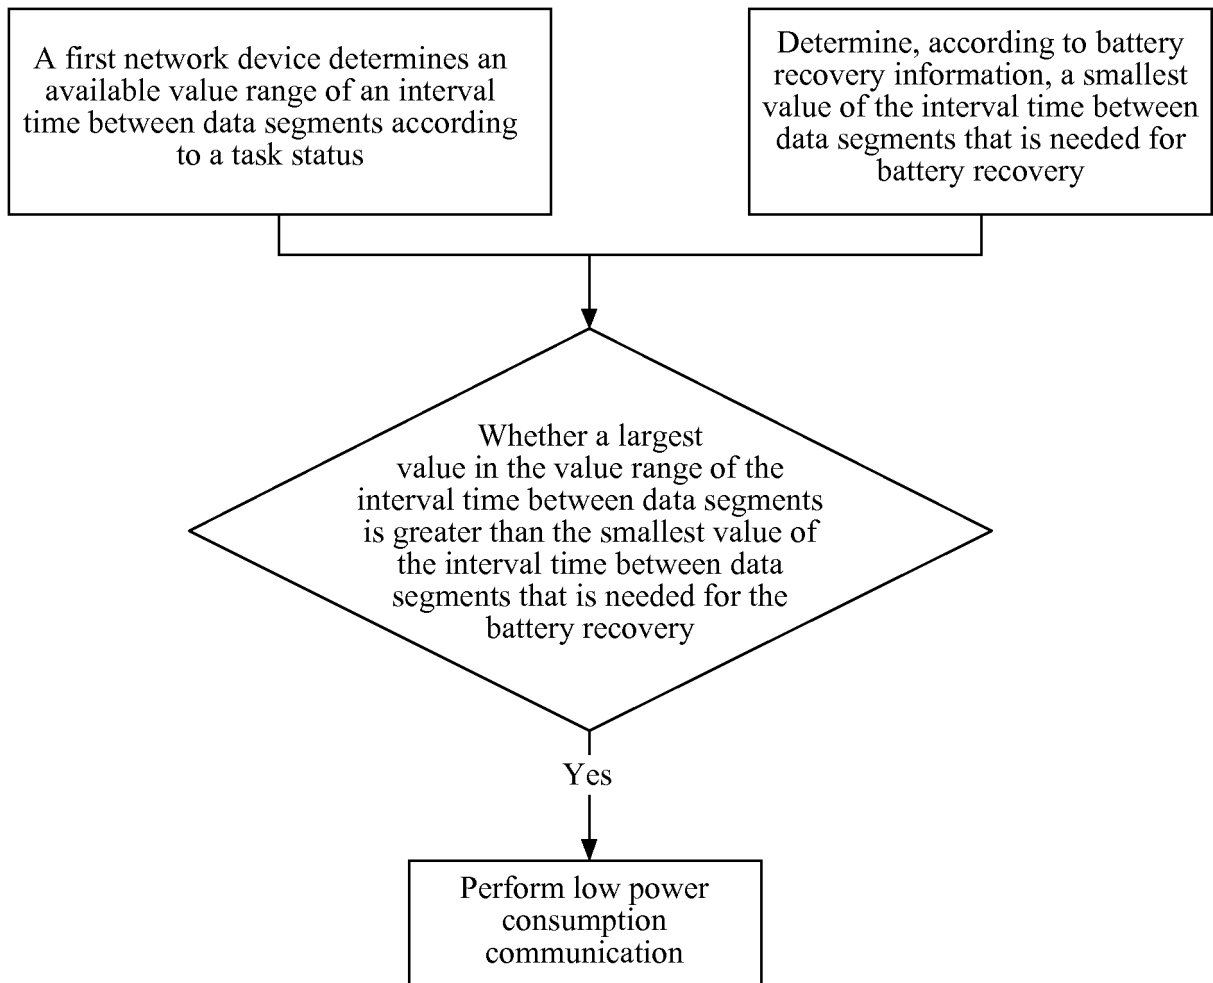 A first network device determines an
available value range of an interval
time between data segments according
to a task status
Determine, according to battery
recovery information, a smallest
value of the interval time between
data segments that is needed for
battery recovery
Whether a largest
value in the value range of the
interval time between data segments
is greater than the smallest value of
the interval time between data
segments that is needed for the
battery recovery
Yes
Perform low power
consumption
communication